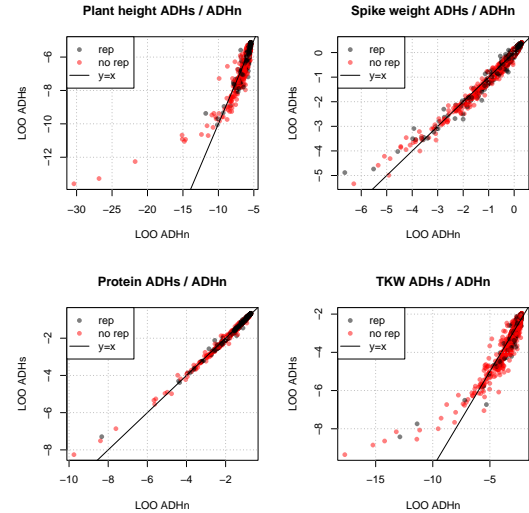 Plant height ADHs / ADHn
LOO ADHs
−6
−8
−10
−12
rep
no rep
y=x
−30
−25
−20
−15
−10
−5
LOO ADHn
Spike weight ADHs / ADHn
LOO ADHs
0
−1
−2
−3
−4
−5
rep
no rep
y=x
−6
−5
−4
−3
−2
−1
0
LOO ADHn
Protein ADHs / ADHn
LOO ADHs
−2
−4
−6
−8
rep
no rep
y=x
−10
−8
−6
−4
−2
LOO ADHn
TKW ADHs / ADHn
LOO ADHs
−2
−4
−6
−8
rep
no rep
y=x
−15
−10
−5
LOO ADHn